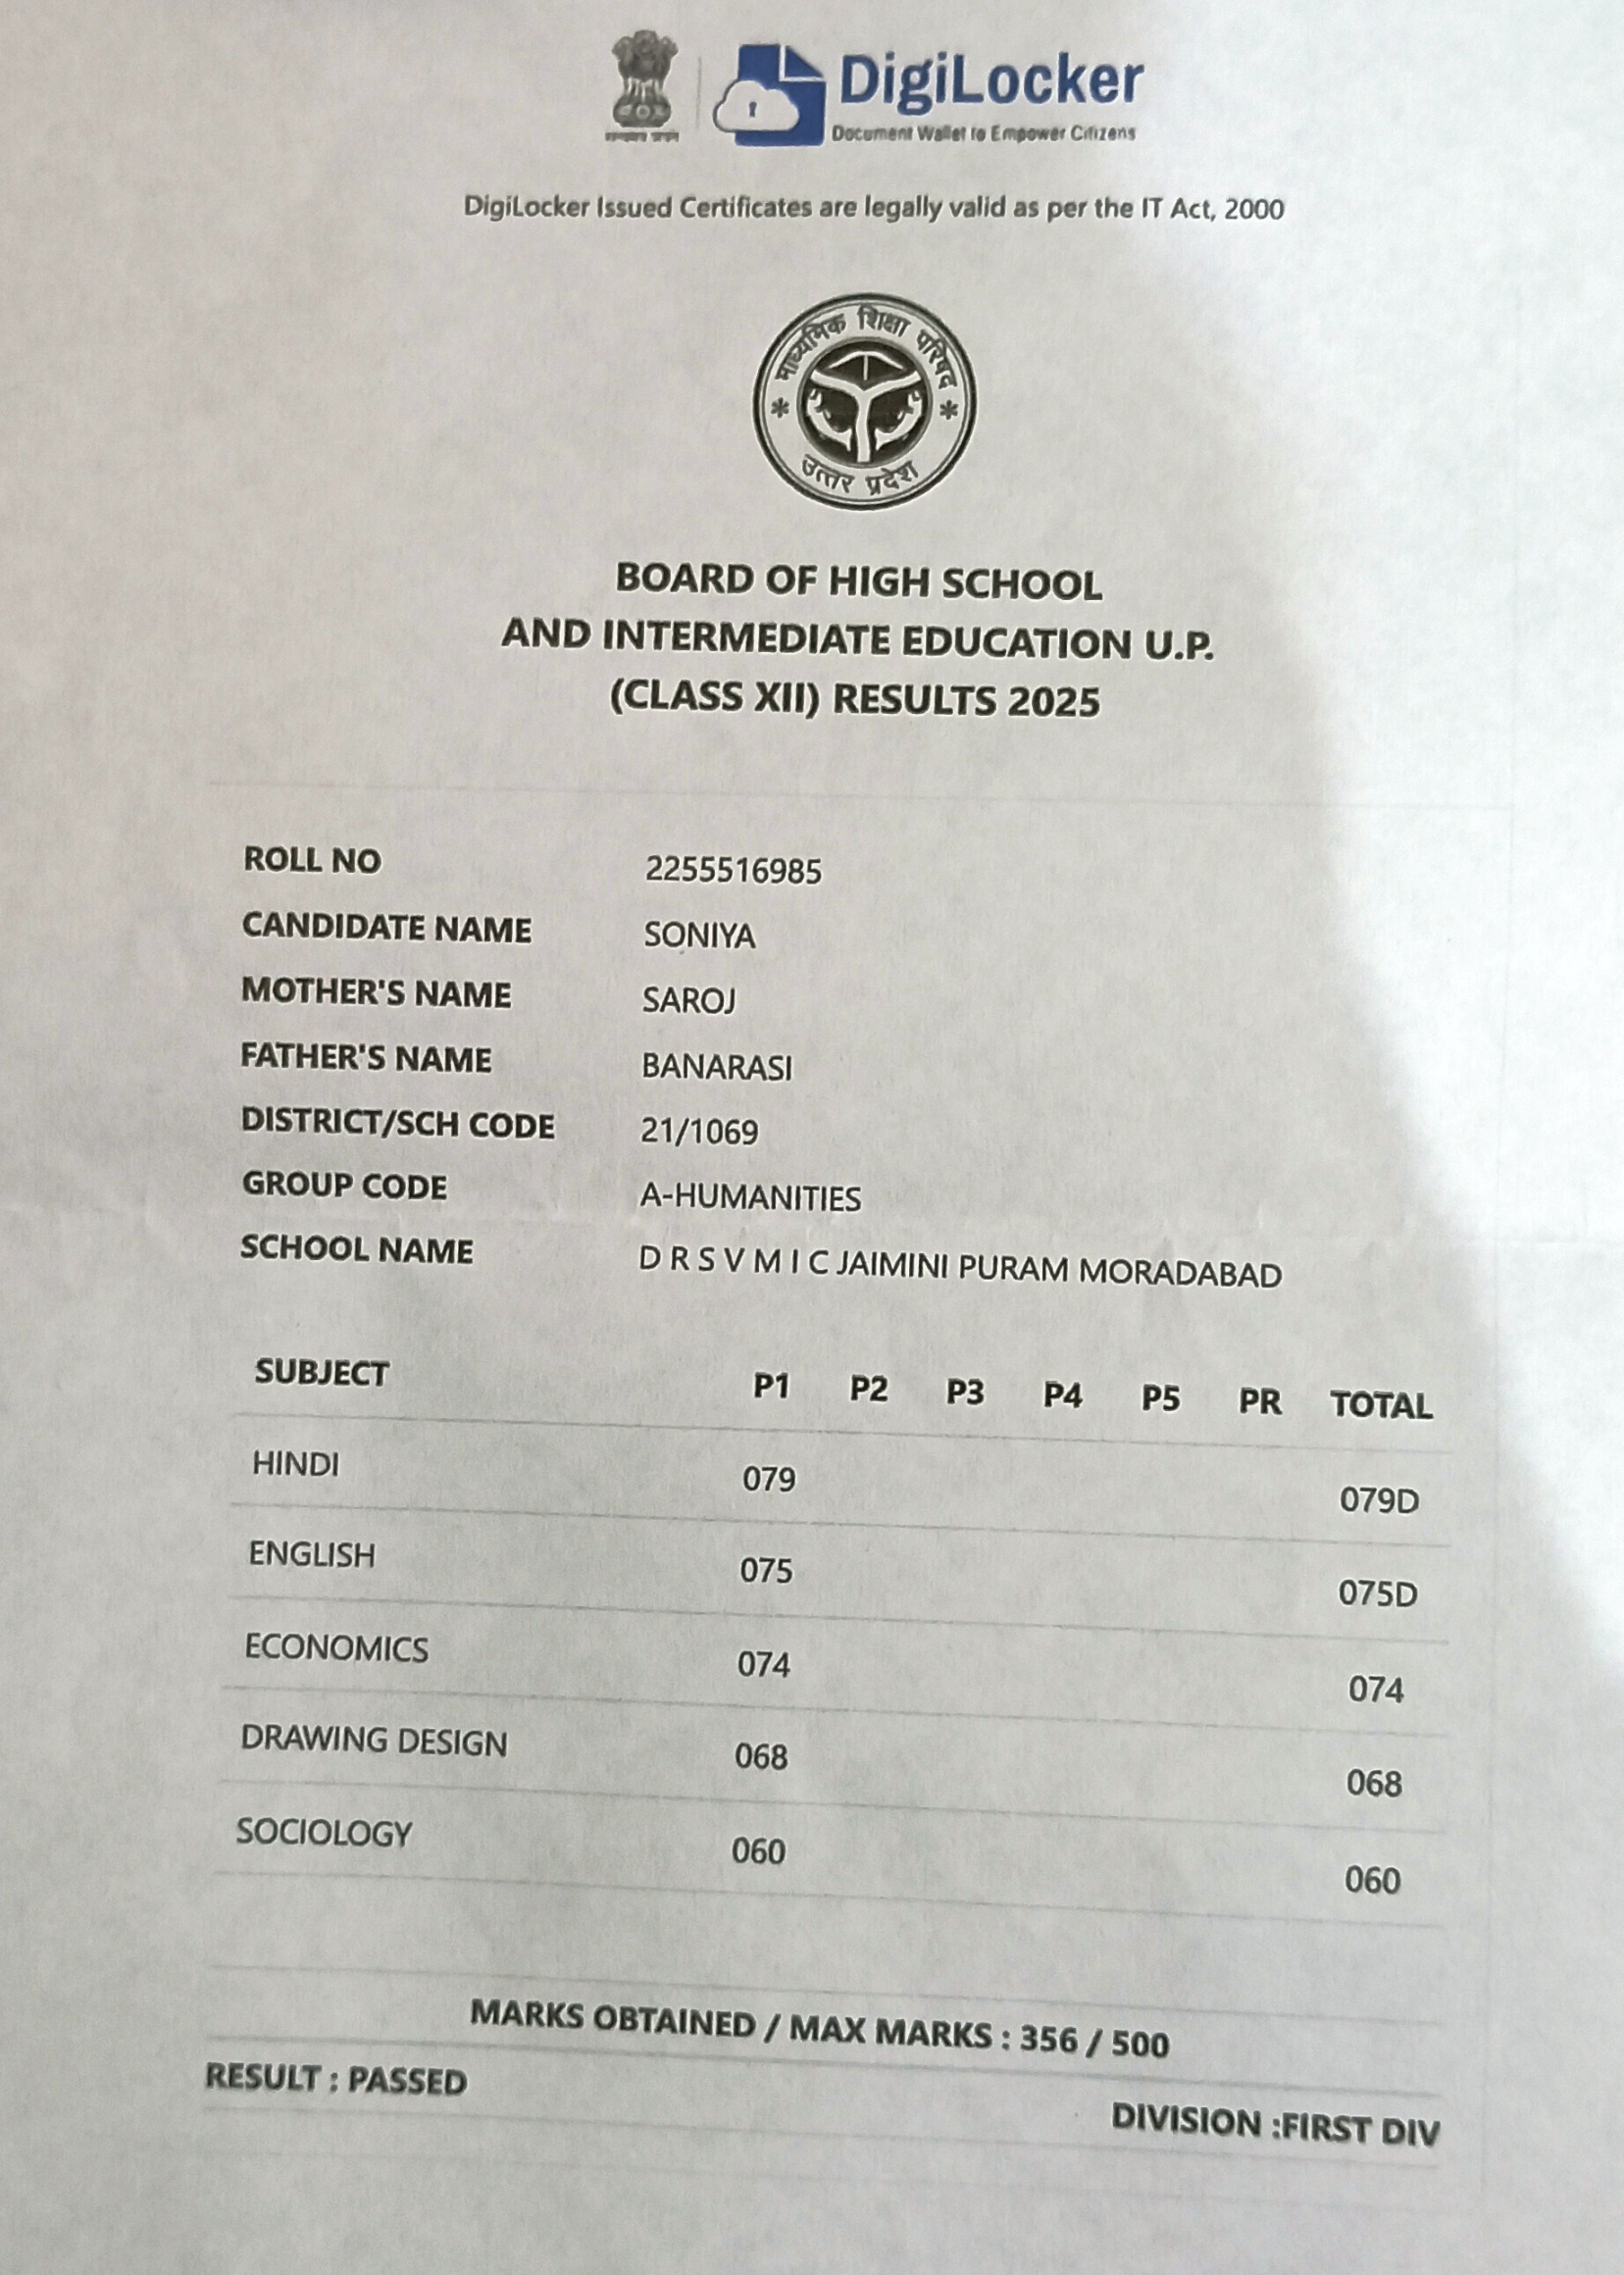 DigiLocker
Document Wallet to Empower Citizens
DigiLocker Issued Certificates are legally valid as per the IT Act, 2000
माध्यमिक शिक्षा परिषद
उत्तर प्रदेश
BOARD OF HIGH SCHOOL
AND INTERMEDIATE EDUCATION U.P.
(CLASS XII) RESULTS 2025
ROLL NO 2255516985
CANDIDATE NAME SONIYA
MOTHER'S NAME SAROJ
FATHER'S NAME BANARASI
DISTRICT/SCH CODE 21/1069
GROUP CODE A-HUMANITIES
SCHOOL NAME D R S V M I C JAIMINI PURAM MORADABAD
SUBJECT P1 P2 P3 P4 P5 PR TOTAL
HINDI 079 079D
ENGLISH 075 075D
ECONOMICS 074 074
DRAWING DESIGN 068 068
SOCIOLOGY 060 060
MARKS OBTAINED / MAX MARKS : 356 / 500
RESULT : PASSED
DIVISION :FIRST DIV